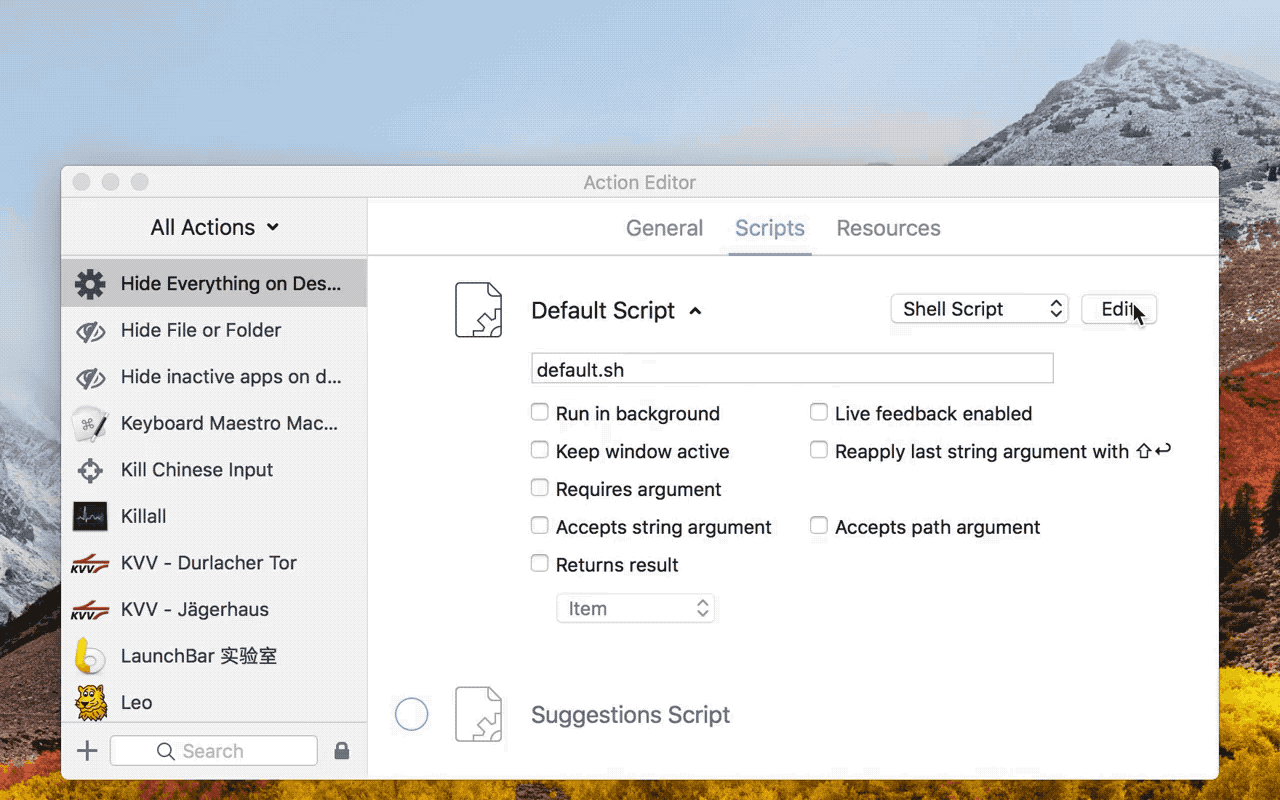 Action Editor
All Actions
General Scripts Resources
Hide Everything on Des...
Hide File or Folder
Hide inactive apps on d...
Keyboard Maestro Mac...
Kill Chinese Input
Killall
KVV
KVV - Durlacher Tor
KVV
KVV - Jägerhaus
LaunchBar 实验室
Leo
Search
Default Script
Shell Script
Edit
default.sh
Run in background
Live feedback enabled
Keep window active
Reapply last string argument with ⇧↩
Requires argument
Accepts string argument
Accepts path argument
Returns result
Item
Suggestions Script